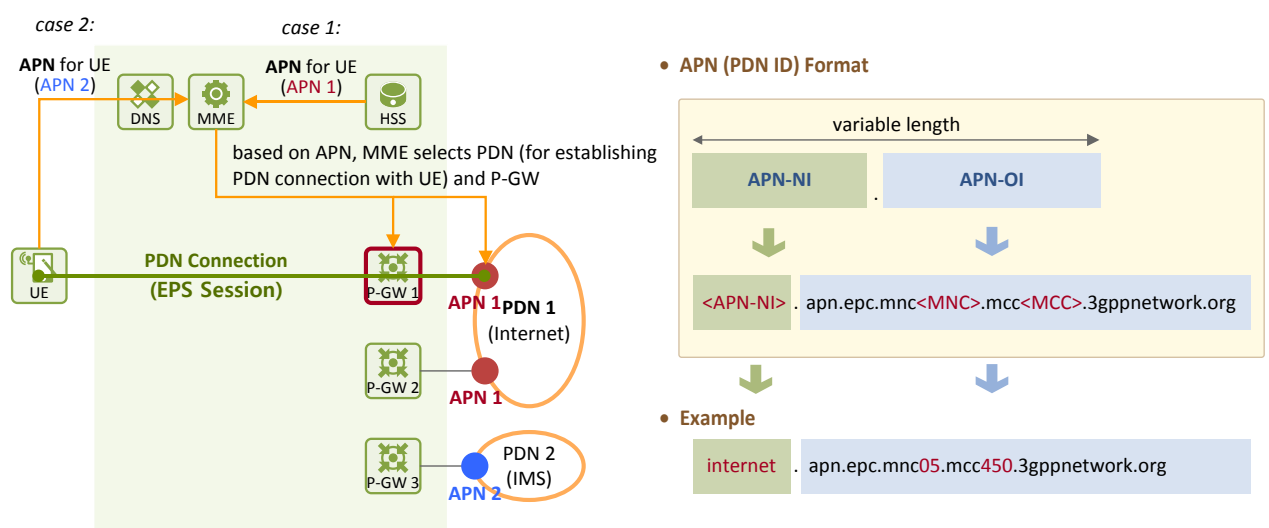 case 2:
case 1:
APN for UE
(APN 2)
APN for UE
(APN 1)
DNS
MME
HSS
based on APN, MME selects PDN (for establishing
PDN connection with UE) and P-GW
UE
PDN Connection
(EPS Session)
P-GW 1
APN 1
PDN 1
(Internet)
P-GW 2
APN 1
P-GW 3
APN 2
PDN 2
(IMS)
• APN (PDN ID) Format
variable length
APN-NI . APN-OI
<APN-NI> . apn.epc.mnc<MNC>.mcc<MCC>.3gppnetwork.org
• Example
internet . apn.epc.mnc05.mcc450.3gppnetwork.org